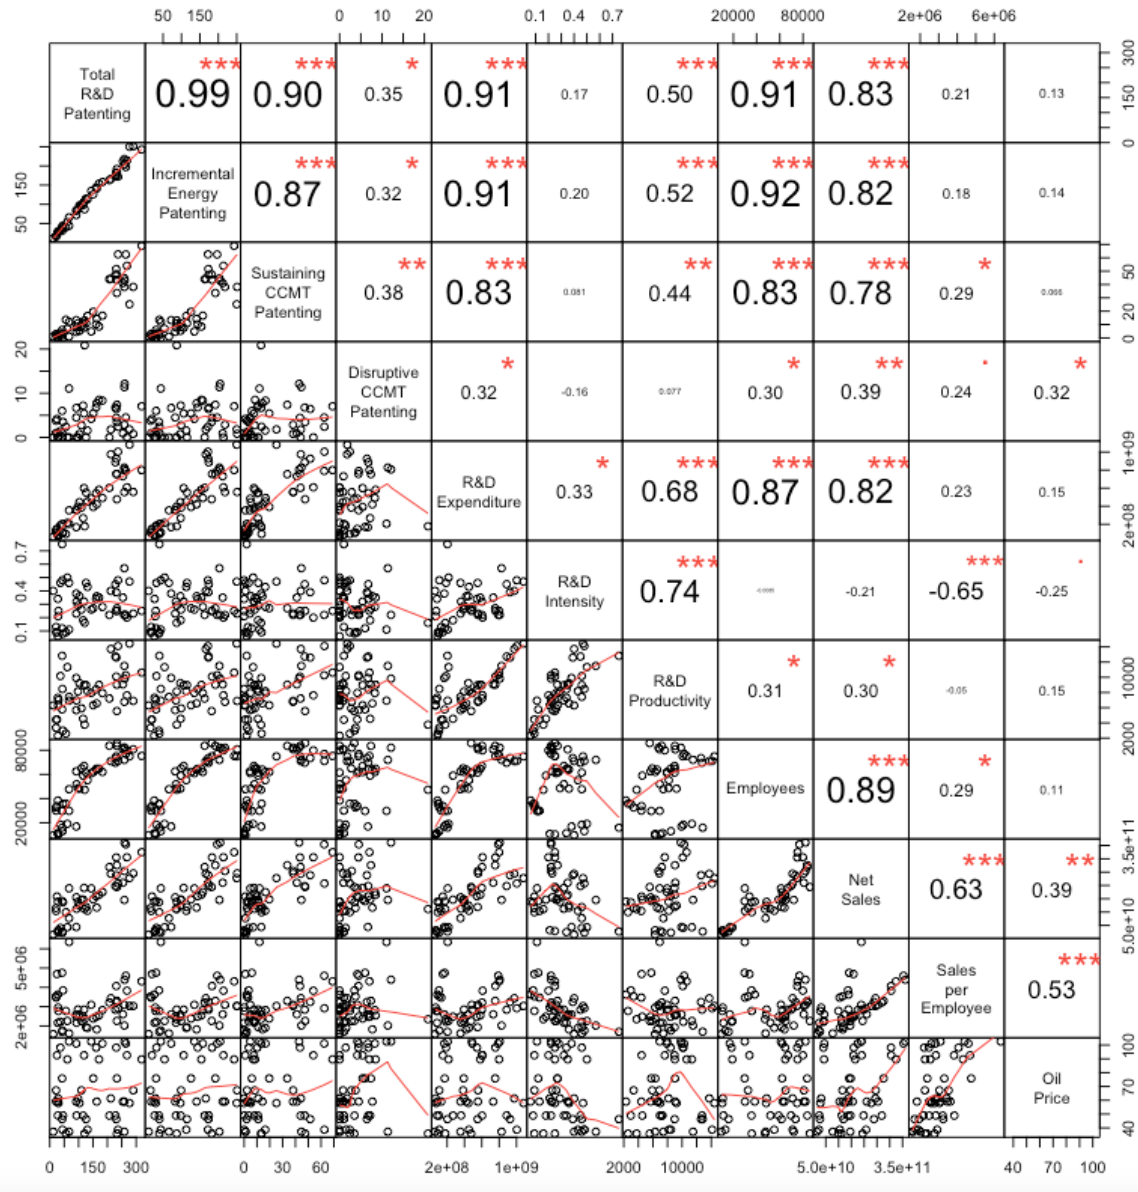 0 10 20 20000 80000
50 150 0.1 0.4 0.7 2e+06 6e+06
Total
R&D
Patenting
0.99 ***
0.90 ***
0.35 *
0.91 ***
0.17
0.50 ***
0.91 ***
0.83 ***
0.21
0.13
0 150 300
50 150
Incremental
Energy
Patenting
0.87 ***
0.32 *
0.91 ***
0.20
0.52 ***
0.92 ***
0.82 ***
0.18
0.14
Sustaining
CCMT
Patenting
0.38 **
0.83 ***
0.081
0.44 **
0.83 ***
0.78 ***
0.29 *
0.066
0 20 50
0 10 20
Disruptive
CCMT
Patenting
0.32 *
-0.16
0.077
0.30 *
0.39 **
0.24 .
0.32 *
R&D
Expenditure
0.33 *
0.68 ***
0.87 ***
0.82 ***
0.23
0.15
2e+08 1e+09
0.1 0.4 0.7
R&D
Intensity
0.74 ***
-0.21
-0.65 ***
-0.25 .
R&D
Productivity
0.31 *
0.30 *
-0.05
0.15
2000 10000
20000 80000
Employees
0.89 ***
0.29 *
0.11
Net
Sales
0.63 ***
0.39 **
5.0e+10 3.5e+11
2e+06 5e+06
Sales
per
Employee
0.53 ***
Oil
Price
40 70 100
0 150 300 0 30 60 2e+08 1e+09 2000 10000 5.0e+10 3.5e+11 40 70 100